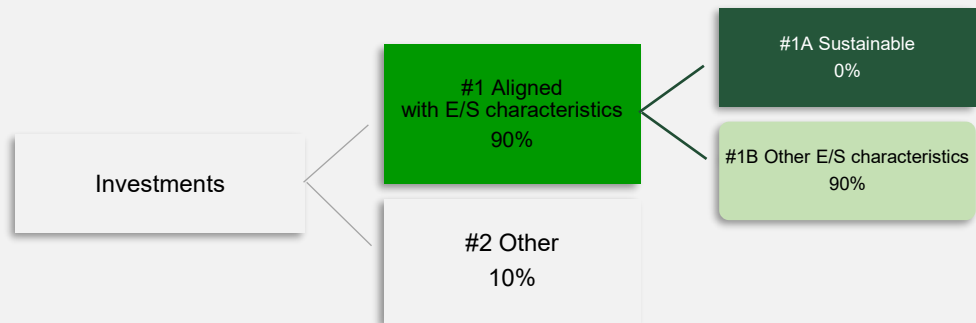 Investments
#1 Aligned
with E/S characteristics
90%
#2 Other
10%
#1A Sustainable
0%
#1B Other E/S characteristics
90%